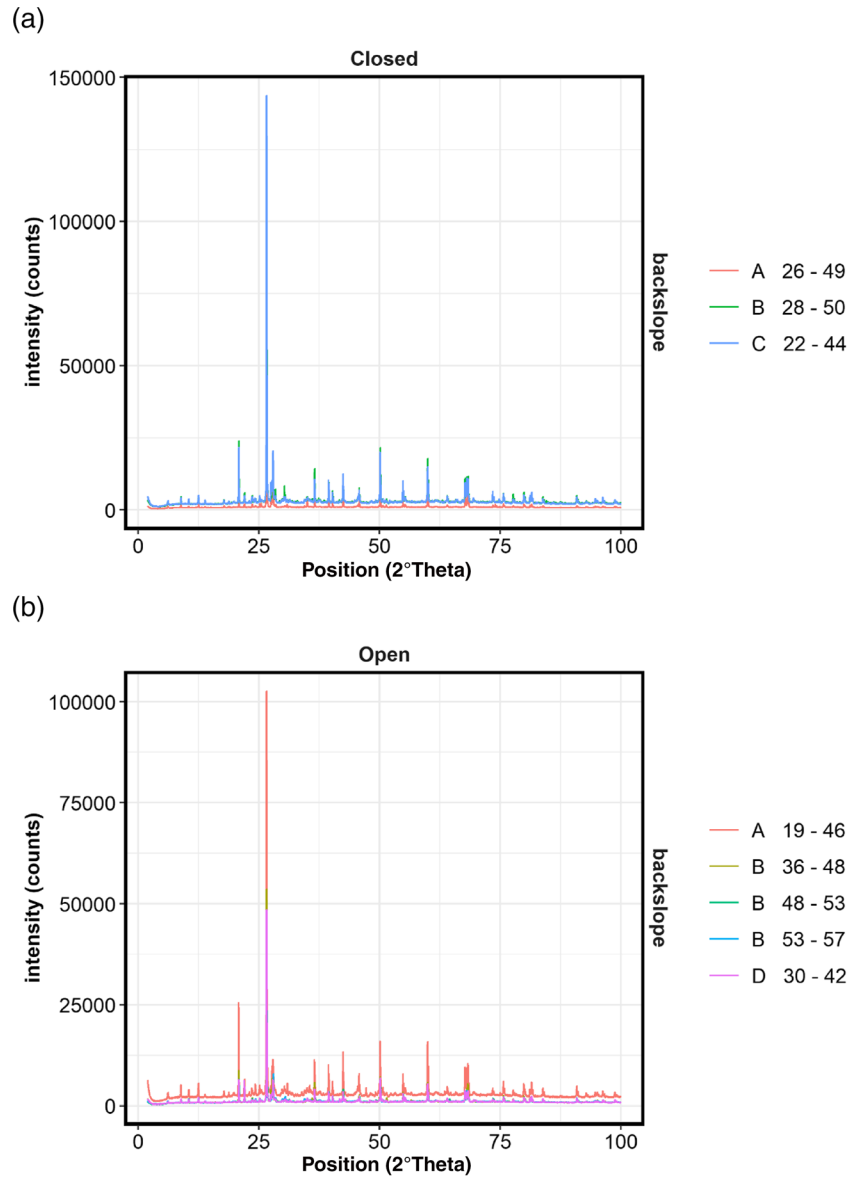 (a)
Closed
150000
100000
50000
0
intensity (counts)
0 25 50 75 100
Position (2°Theta)
backslope
A 26 - 49
B 28 - 50
C 22 - 44
(b)
Open
100000
75000
50000
25000
0
intensity (counts)
0 25 50 75 100
Position (2°Theta)
backslope
A 19 - 46
B 36 - 48
B 48 - 53
B 53 - 57
D 30 - 42